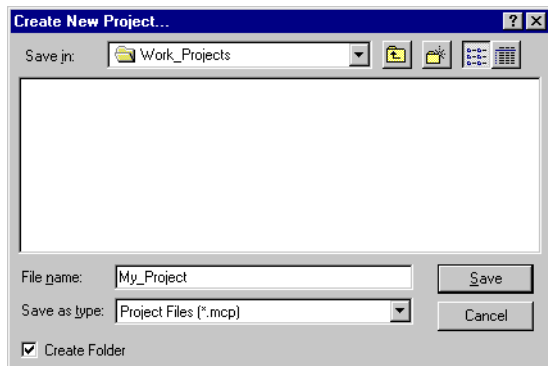 Create New Project...
Save in: Work_Projects
File name: My_Project Save
Save as type: Project Files (*.mcp) Cancel
Create Folder